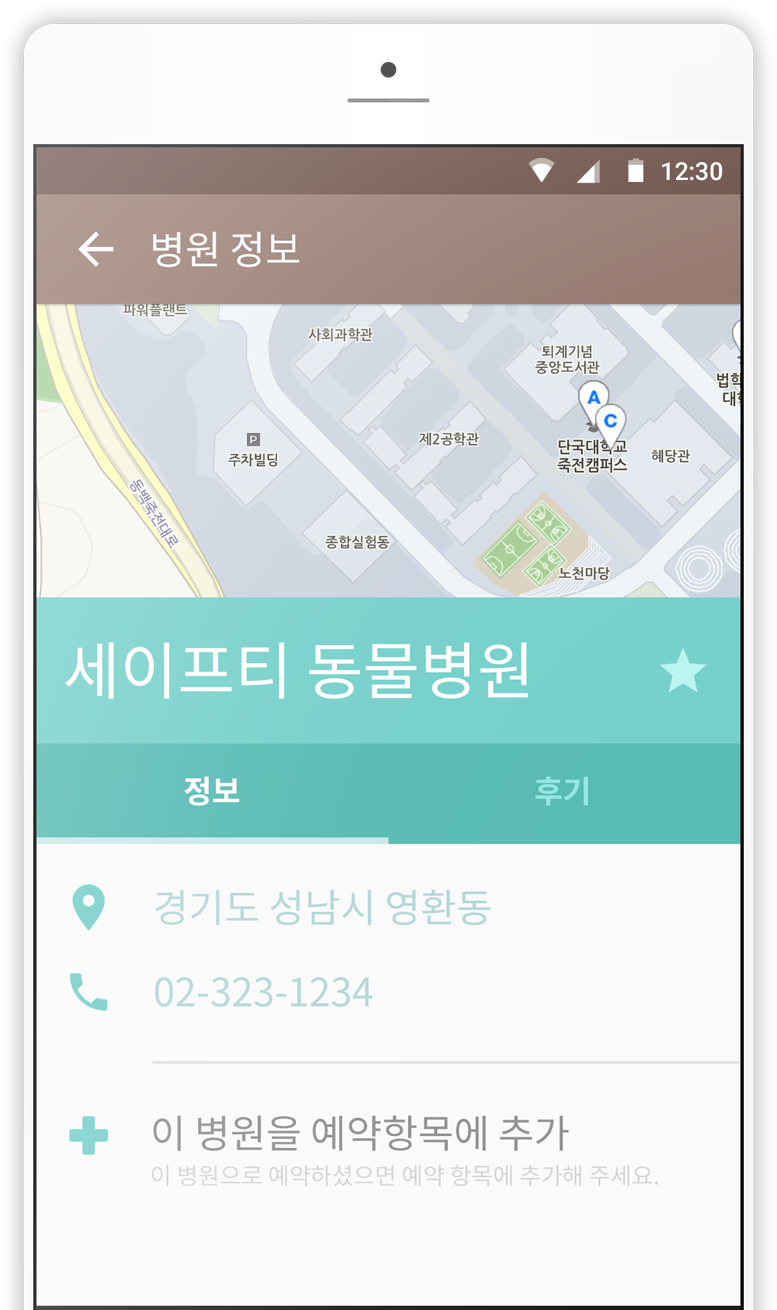 12:30
병원 정보
파워플랜트
사회과학관
퇴계기념
중앙도서관
법학
대학
A
C
P
주차빌딩
제2공학관
단국대학교
죽전캠퍼스
혜당관
동백죽전대로
종합실험동
노천마당
세이프티 동물병원
정보
후기
경기도 성남시 영환동
02-323-1234
이 병원을 예약항목에 추가
이 병원으로 예약하셨으면 예약 항목에 추가해 주세요.